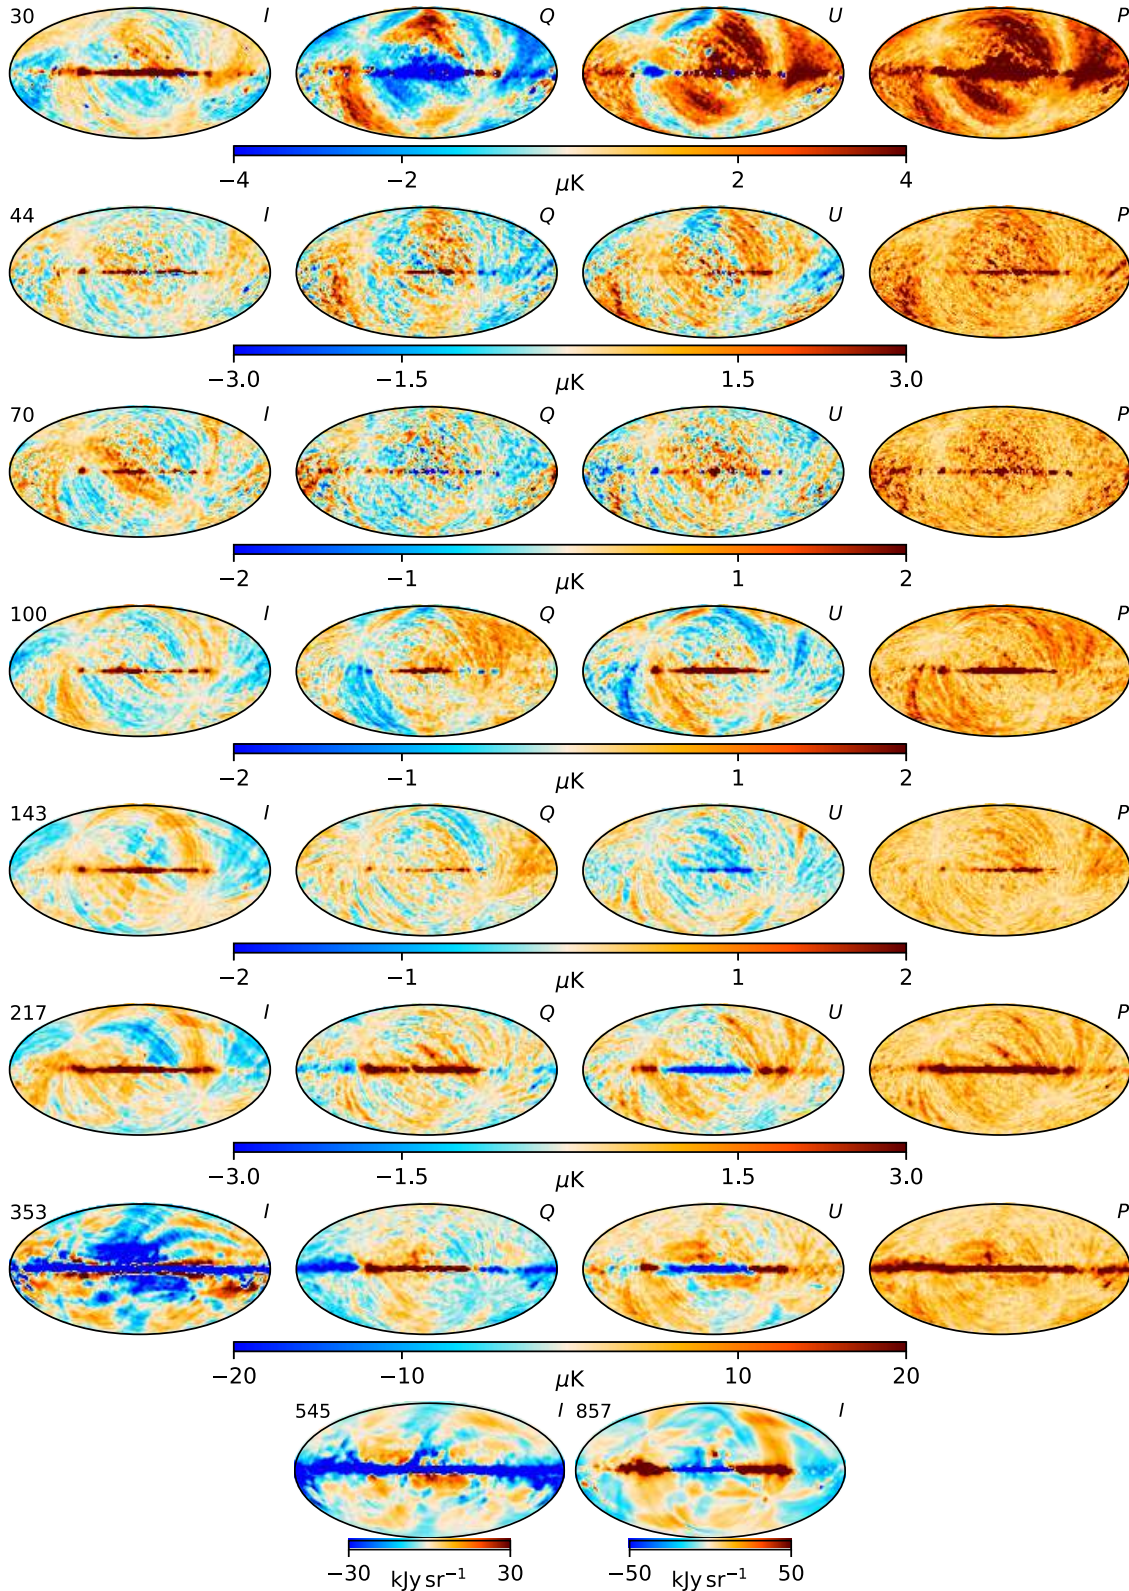 30 I Q U P
−4 −2 2 4
μK
44 I Q U P
−3.0 −1.5 1.5 3.0
μK
70 I Q U P
−2 −1 1 2
μK
100 I Q U P
−2 −1 1 2
μK
143 I Q U P
−2 −1 1 2
μK
217 I Q U P
−3.0 −1.5 1.5 3.0
μK
353 I Q U P
−20 −10 10 20
μK
545 I 857 I
−30 30 −50 50
kJy sr⁻¹ kJy sr⁻¹